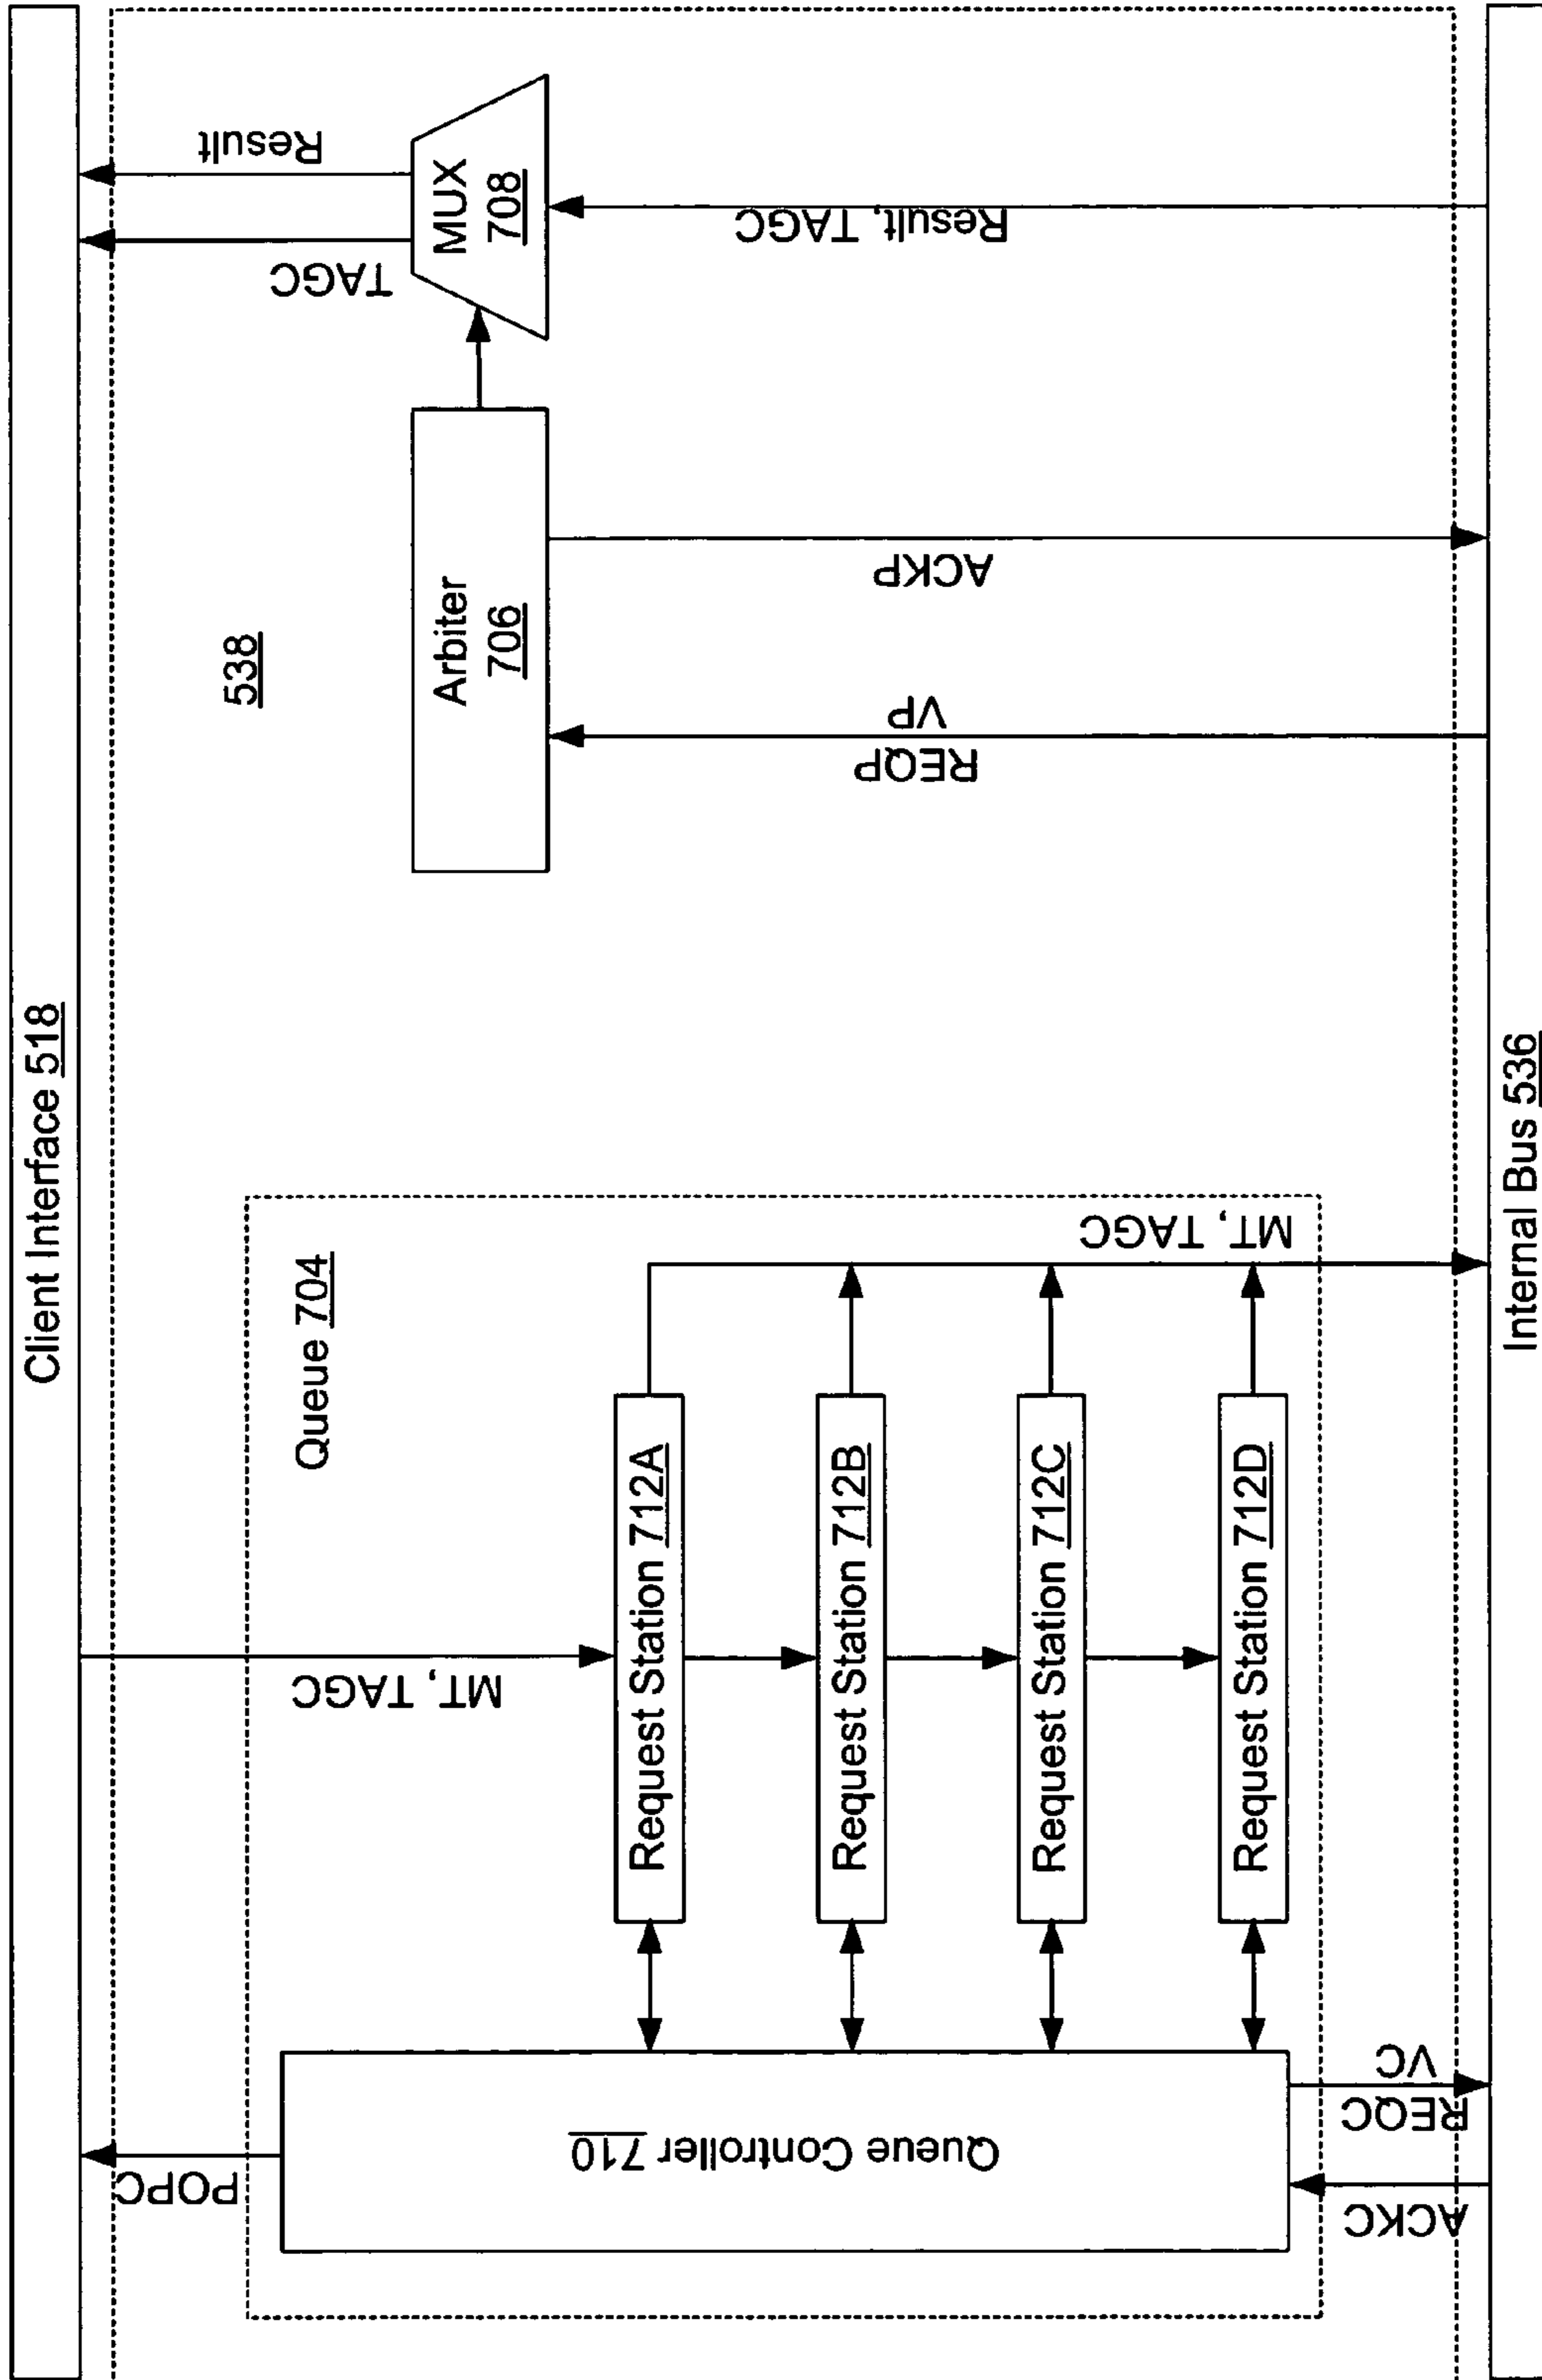 Client Interface 518
Result
TAGC
MUX
708
Result, TAGC
538
Arbiter
706
ACKP
VP
REQP
Queue 704
MT, TAGC
MT, TAGC
Request Station 712A
Request Station 712B
Request Station 712C
Request Station 712D
Queue Controller 710
POPC
VC
REQC
ACKC
Internal Bus 536